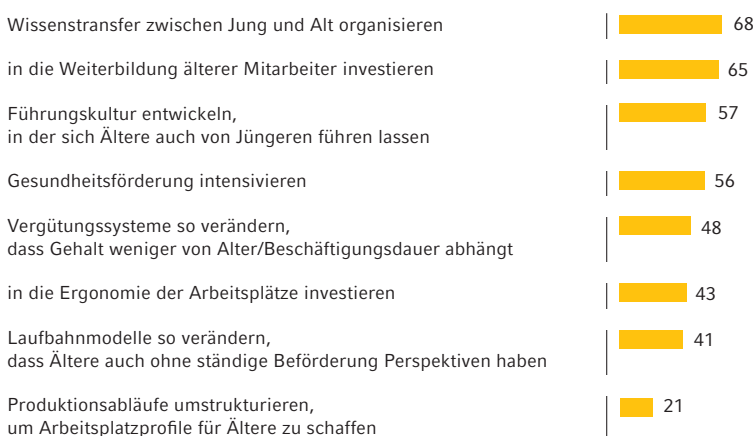 Wissenstransfer zwischen Jung und Alt organisieren 68
in die Weiterbildung älterer Mitarbeiter investieren 65
Führungskultur entwickeln, 57
in der sich Ältere auch von Jüngeren führen lassen
Gesundheitsförderung intensivieren 56
Vergütungssysteme so verändern, 48
dass Gehalt weniger von Alter/Beschäftigungsdauer abhängt
in die Ergonomie der Arbeitsplätze investieren 43
Laufbahnmodelle so verändern, 41
dass Ältere auch ohne ständige Beförderung Perspektiven haben
Produktionsabläufe umstrukturieren, 21
um Arbeitsplatzprofile für Ältere zu schaffen